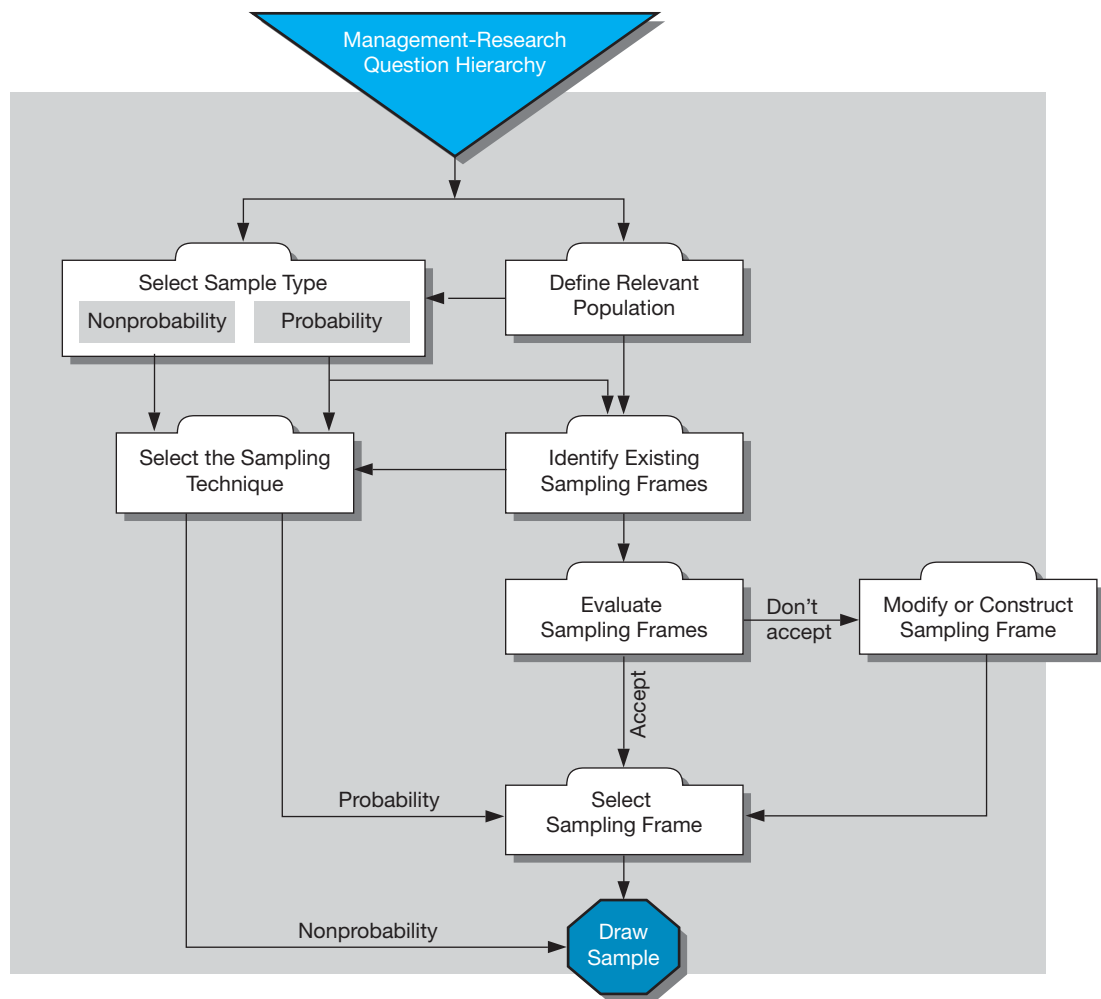 Management-Research
Question Hierarchy
Select Sample Type
Nonprobability
Probability
Define Relevant
Population
Select the Sampling
Technique
Identify Existing
Sampling Frames
Evaluate
Sampling Frames
Don't
accept
Modify or Construct
Sampling Frame
Accept
Probability
Select
Sampling Frame
Nonprobability
Draw
Sample